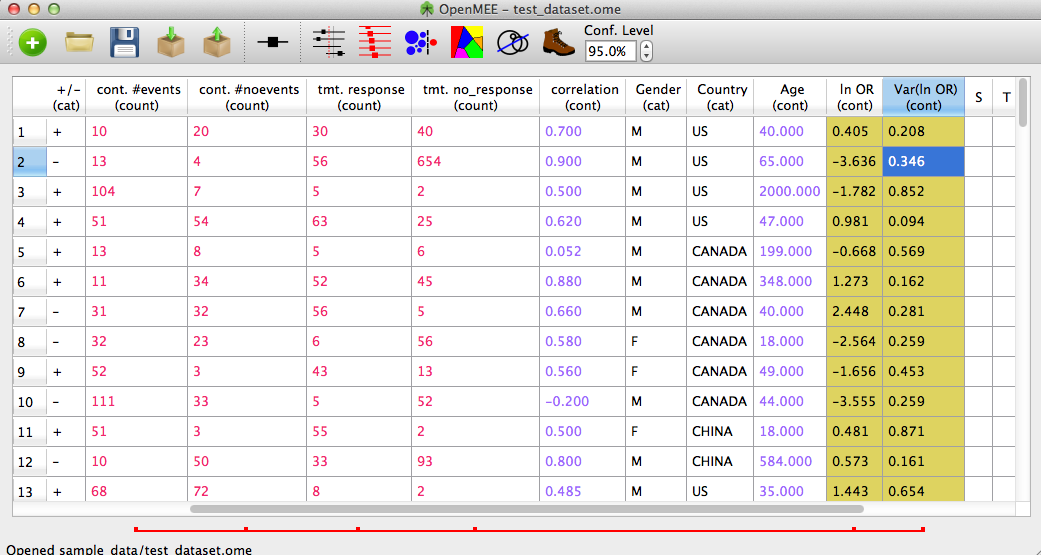 OpenMEE – test_dataset.ome
Conf. Level
95.0%
+/- cont. #events cont. #noevents tmt. response tmt. no_response correlation Gender Country Age ln OR Var(ln OR) S T
(cat) (count) (count) (count) (count) (cont) (cat) (cat) (cont) (cont) (cont)
1 + 10 20 30 40 0.700 M US 40.000 0.405 0.208
2 - 13 4 56 654 0.900 M US 65.000 -3.636 0.346
3 + 104 7 5 2 0.500 M US 2000.000 -1.782 0.852
4 + 51 54 63 25 0.620 M US 47.000 0.981 0.094
5 + 13 8 5 6 0.052 M CANADA 199.000 -0.668 0.569
6 + 11 34 52 45 0.880 M CANADA 348.000 1.273 0.162
7 - 31 32 56 5 0.660 M CANADA 40.000 2.448 0.281
8 - 32 23 6 56 0.580 F CANADA 18.000 -2.564 0.259
9 + 52 3 43 13 0.560 F CANADA 49.000 -1.656 0.453
10 - 111 33 5 52 -0.200 M CANADA 44.000 -3.555 0.259
11 + 51 3 55 2 0.500 F CHINA 18.000 0.481 0.871
12 - 10 50 33 93 0.800 M CHINA 584.000 0.573 0.161
13 + 68 72 8 2 0.485 M US 35.000 1.443 0.654
Opened sample_data/test_dataset.ome